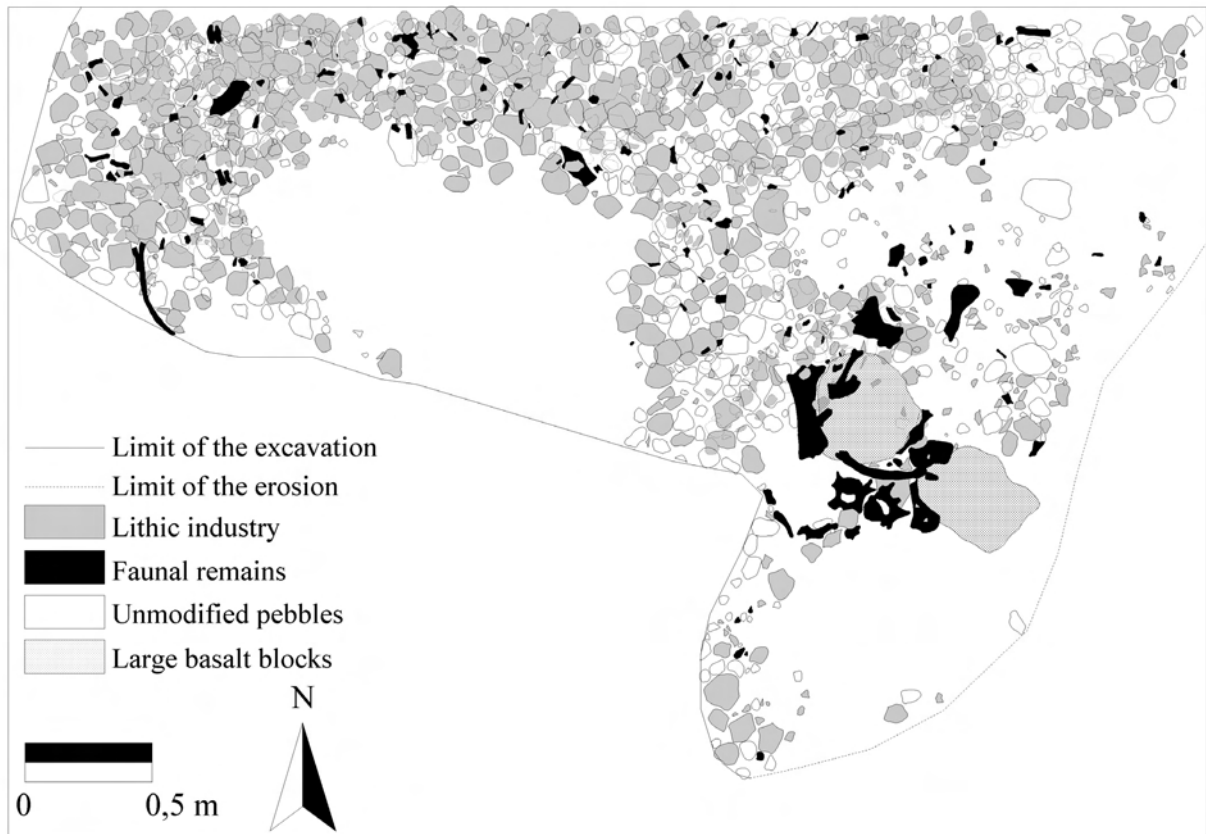 Limit of the excavation
Limit of the erosion
Lithic industry
Faunal remains
Unmodified pebbles
Large basalt blocks
N
0 0,5 m